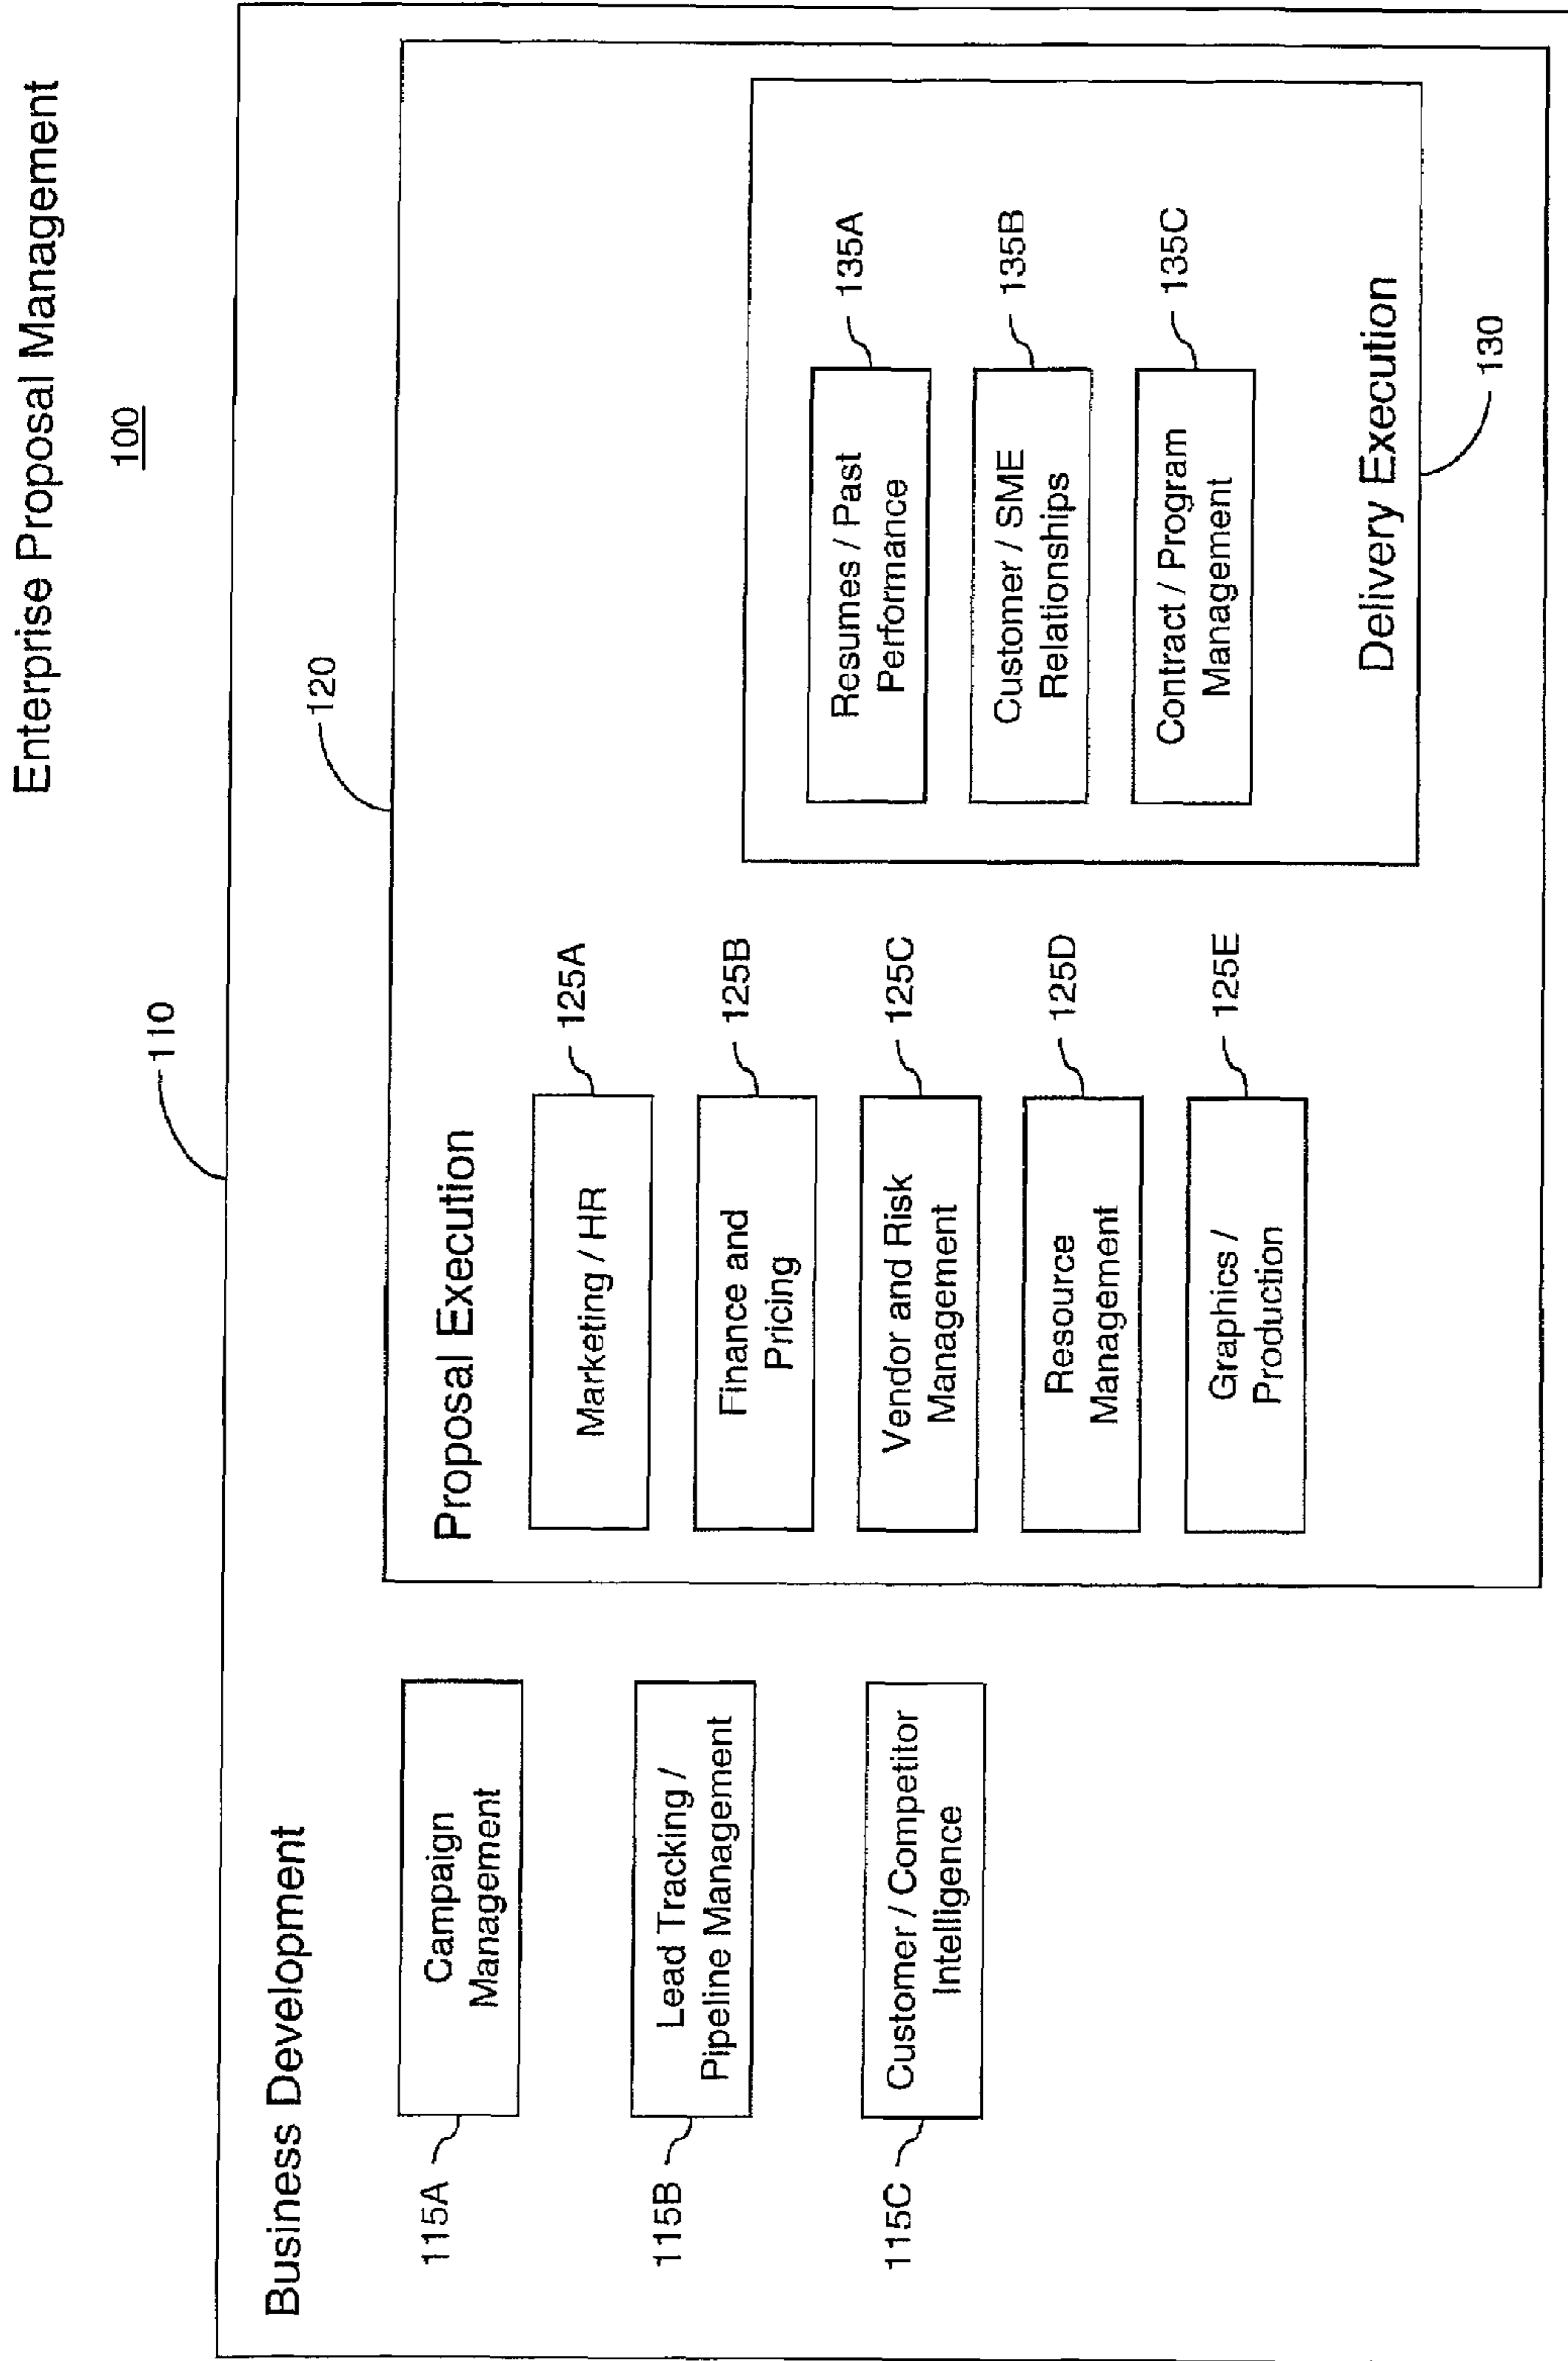 Enterprise Proposal Management
100
110
120
Business Development
115A
Campaign
Management
115B
Lead Tracking /
Pipeline Management
115C
Customer / Competitor
Intelligence
Proposal Execution
Marketing / HR
125A
Finance and
Pricing
125B
Vendor and Risk
Management
125C
Resource
Management
125D
Graphics /
Production
125E
Resumes / Past
Performance
135A
Customer / SME
Relationships
135B
Contract / Program
Management
135C
Delivery Execution
130